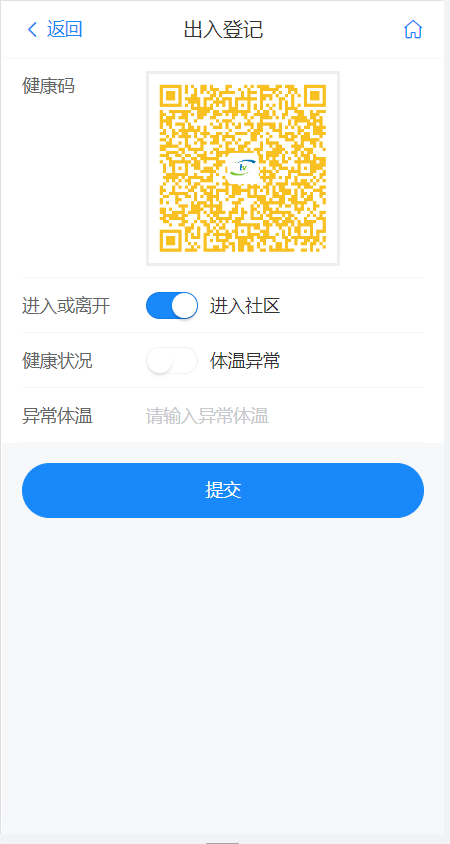 返回
出入登记
健康码
tv
进入或离开
进入社区
健康状况
体温异常
异常体温
请输入异常体温
提交